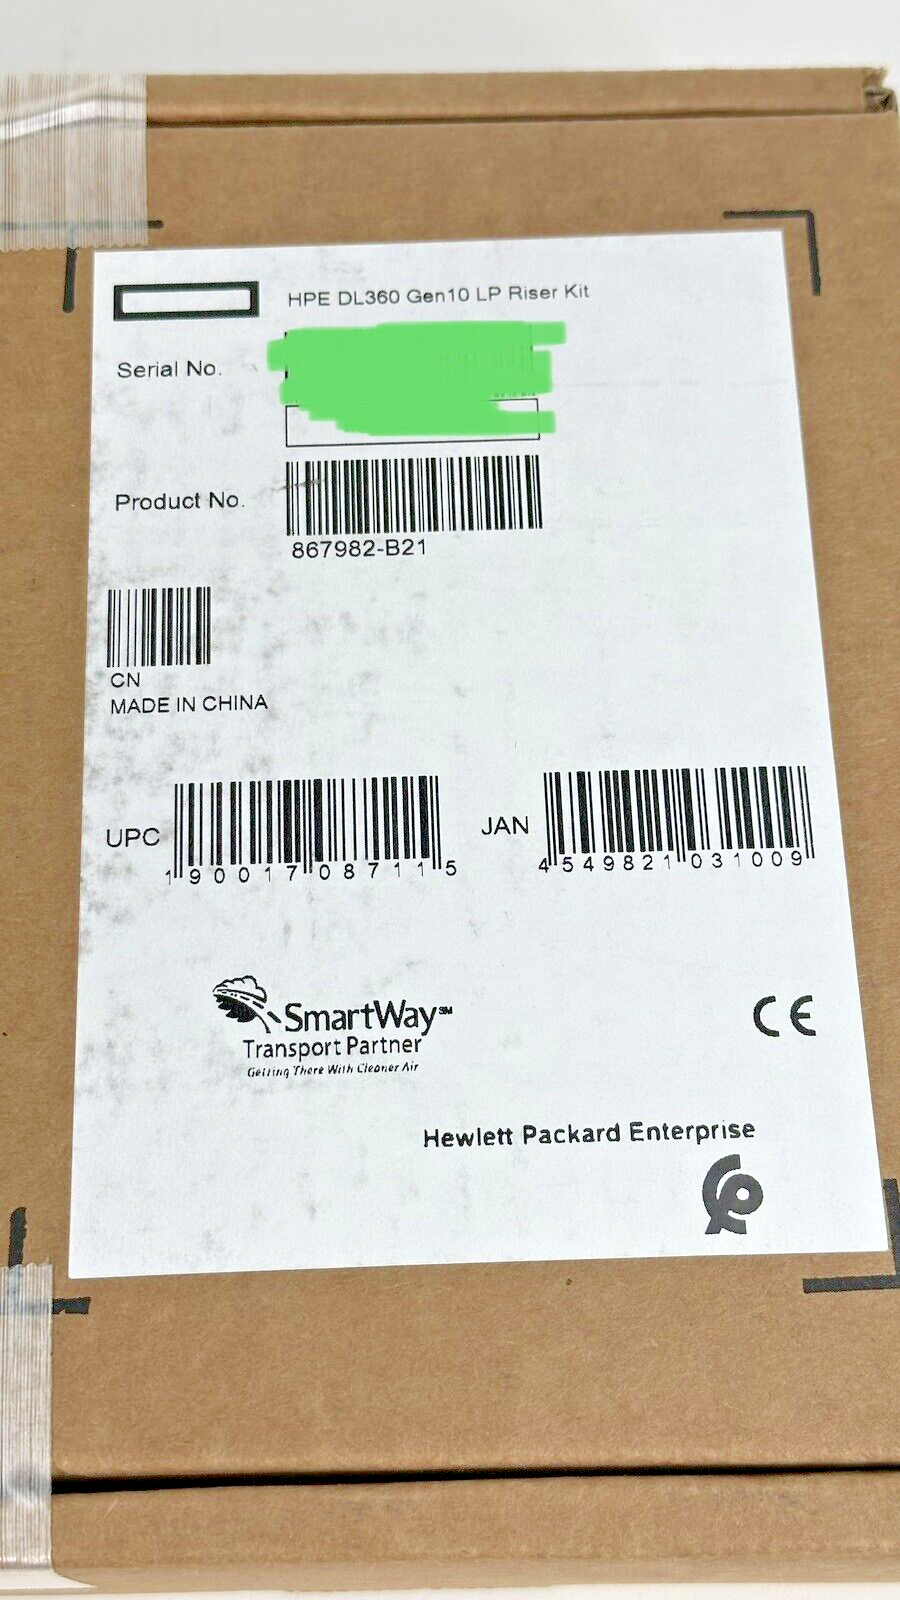 HPE DL360 Gen10 LP Riser Kit
Serial No.
Product No.
867982-B21
CN
MADE IN CHINA
UPC
1 90017 08711 5
JAN
4 549821 031009
SmartWay SM
Transport Partner
Getting There With Cleaner Air
CE
Hewlett Packard Enterprise